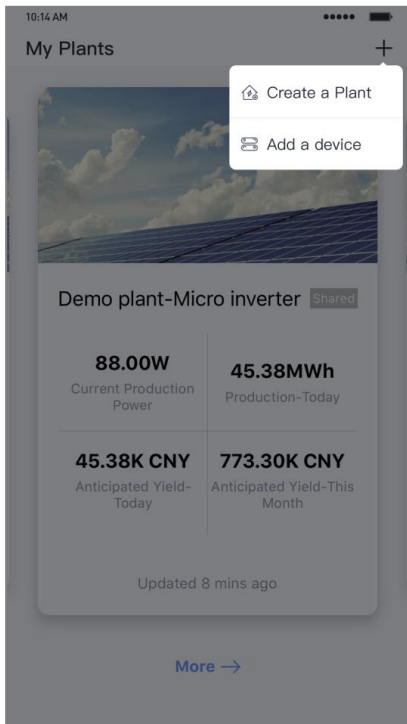 10:14 AM
My Plants
+
Create a Plant
Add a device
Demo plant-Micro inverter Shared
88.00W
Current Production
Power
45.38MWh
Production-Today
45.38K CNY
Anticipated Yield-
Today
773.30K CNY
Anticipated Yield-This
Month
Updated 8 mins ago
More →